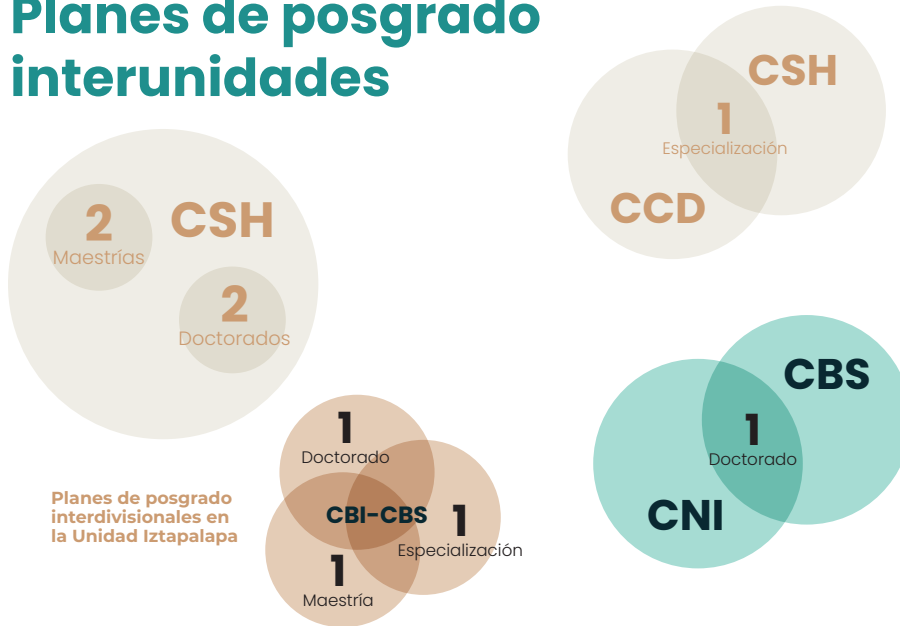 Planes de posgrado
interunidades
2
Maestrías
CSH
2
Doctorados
CSH
1
Especialización
CCD
CBS
1
Doctorado
CNI
Planes de posgrado
interdivisionales en
la Unidad Iztapalapa
1
Doctorado
CBI-CBS
1
Especialización
1
Maestría